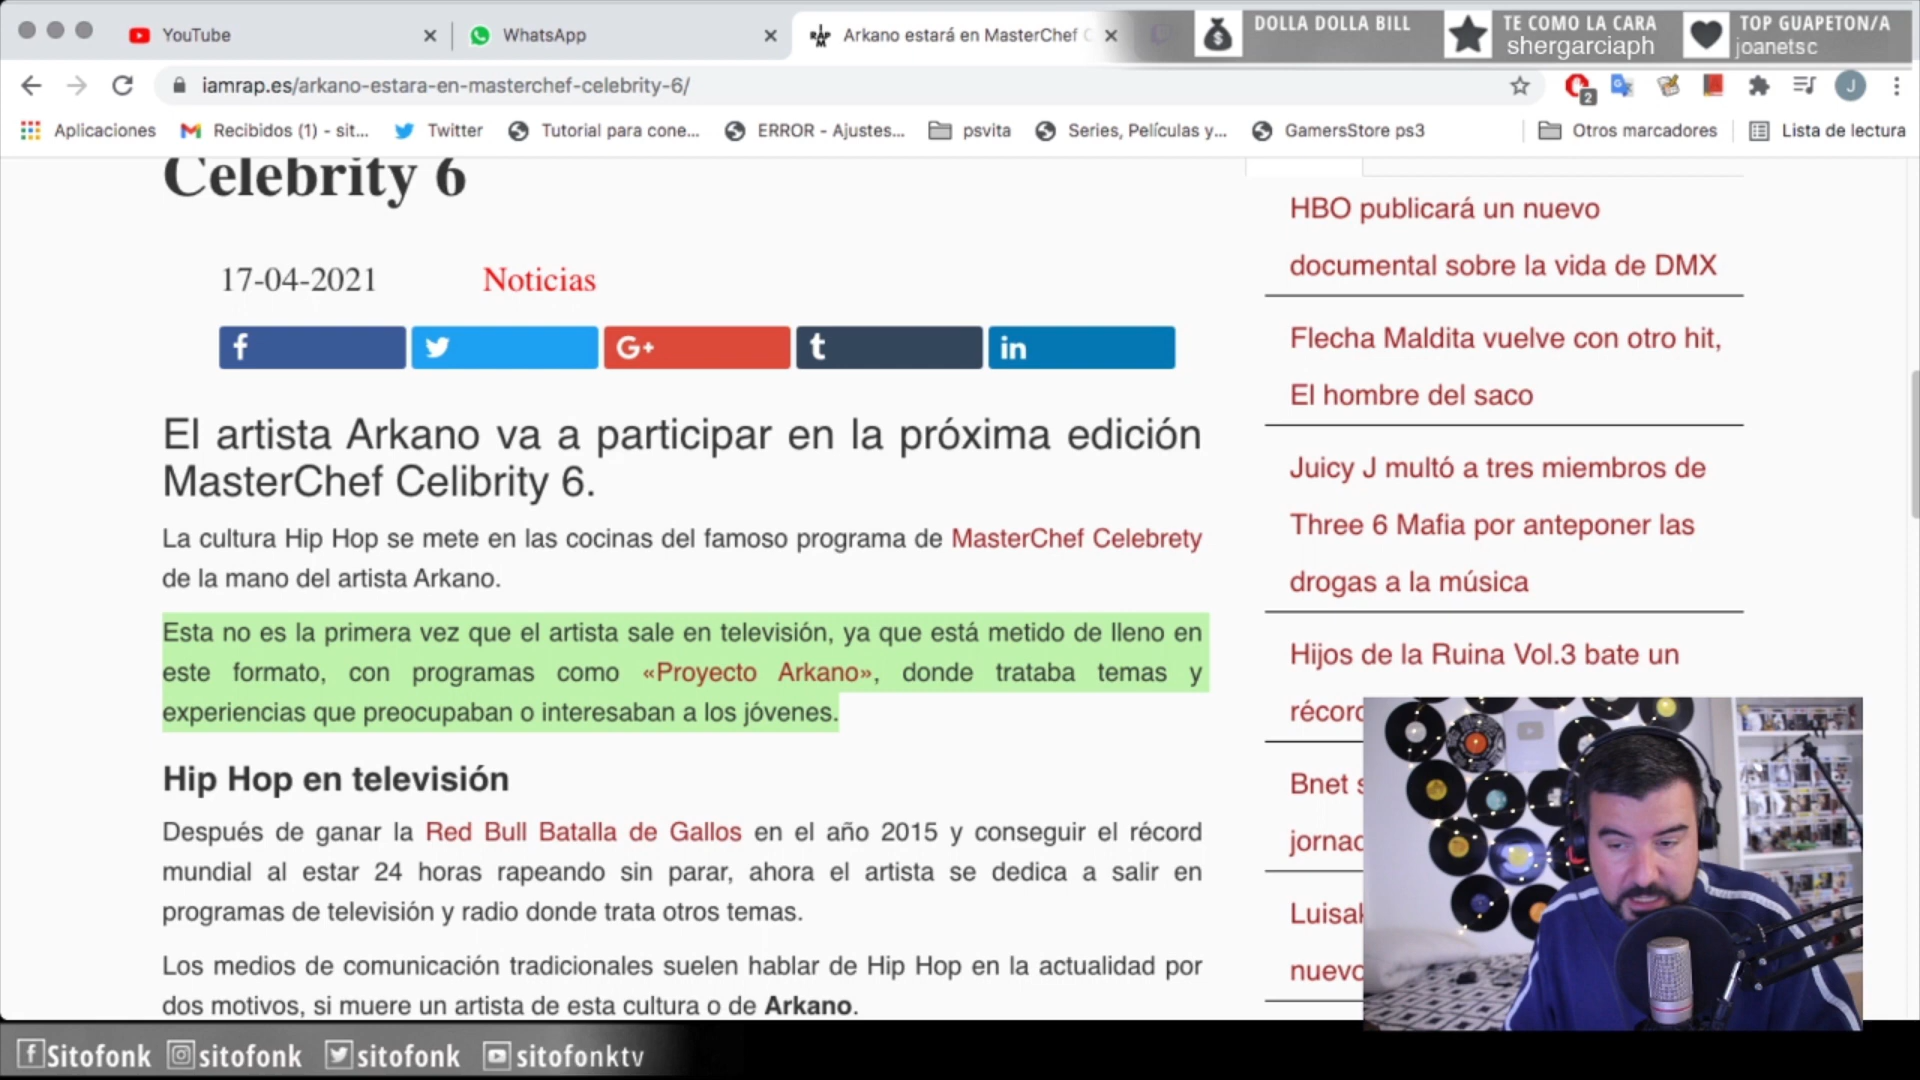 YouTube
WhatsApp
Arkano estará en MasterChef C
DOLLA DOLLA BILL
TE COMO LA CARA
shergarciaph
TOP GUAPETON/A
joanetsc
iamrap.es/arkano-estara-en-masterchef-celebrity-6/
2
J
Aplicaciones
Recibidos (1) - sit...
Twitter
Tutorial para cone...
ERROR - Ajustes...
psvita
Series, Películas y...
GamersStore ps3
Otros marcadores
Lista de lectura
Celebrity 6
17-04-2021
Noticias
f
G+
t
in
El artista Arkano va a participar en la próxima edición
MasterChef Celibrity 6.
La cultura Hip Hop se mete en las cocinas del famoso programa de MasterChef Celebrety
de la mano del artista Arkano.
Esta no es la primera vez que el artista sale en televisión, ya que está metido de lleno en
este formato, con programas como «Proyecto Arkano», donde trataba temas y
experiencias que preocupaban o interesaban a los jóvenes.
Hip Hop en televisión
Después de ganar la Red Bull Batalla de Gallos en el año 2015 y conseguir el récord
mundial al estar 24 horas rapeando sin parar, ahora el artista se dedica a salir en
programas de televisión y radio donde trata otros temas.
Los medios de comunicación tradicionales suelen hablar de Hip Hop en la actualidad por
dos motivos, si muere un artista de esta cultura o de Arkano.
HBO publicará un nuevo
documental sobre la vida de DMX
Flecha Maldita vuelve con otro hit,
El hombre del saco
Juicy J multó a tres miembros de
Three 6 Mafia por anteponer las
drogas a la música
Hijos de la Ruina Vol.3 bate un
récord
Bnet s
jornad
Luisak
nuevo
Sitofonk
sitofonk
sitofonk
sitofonktv